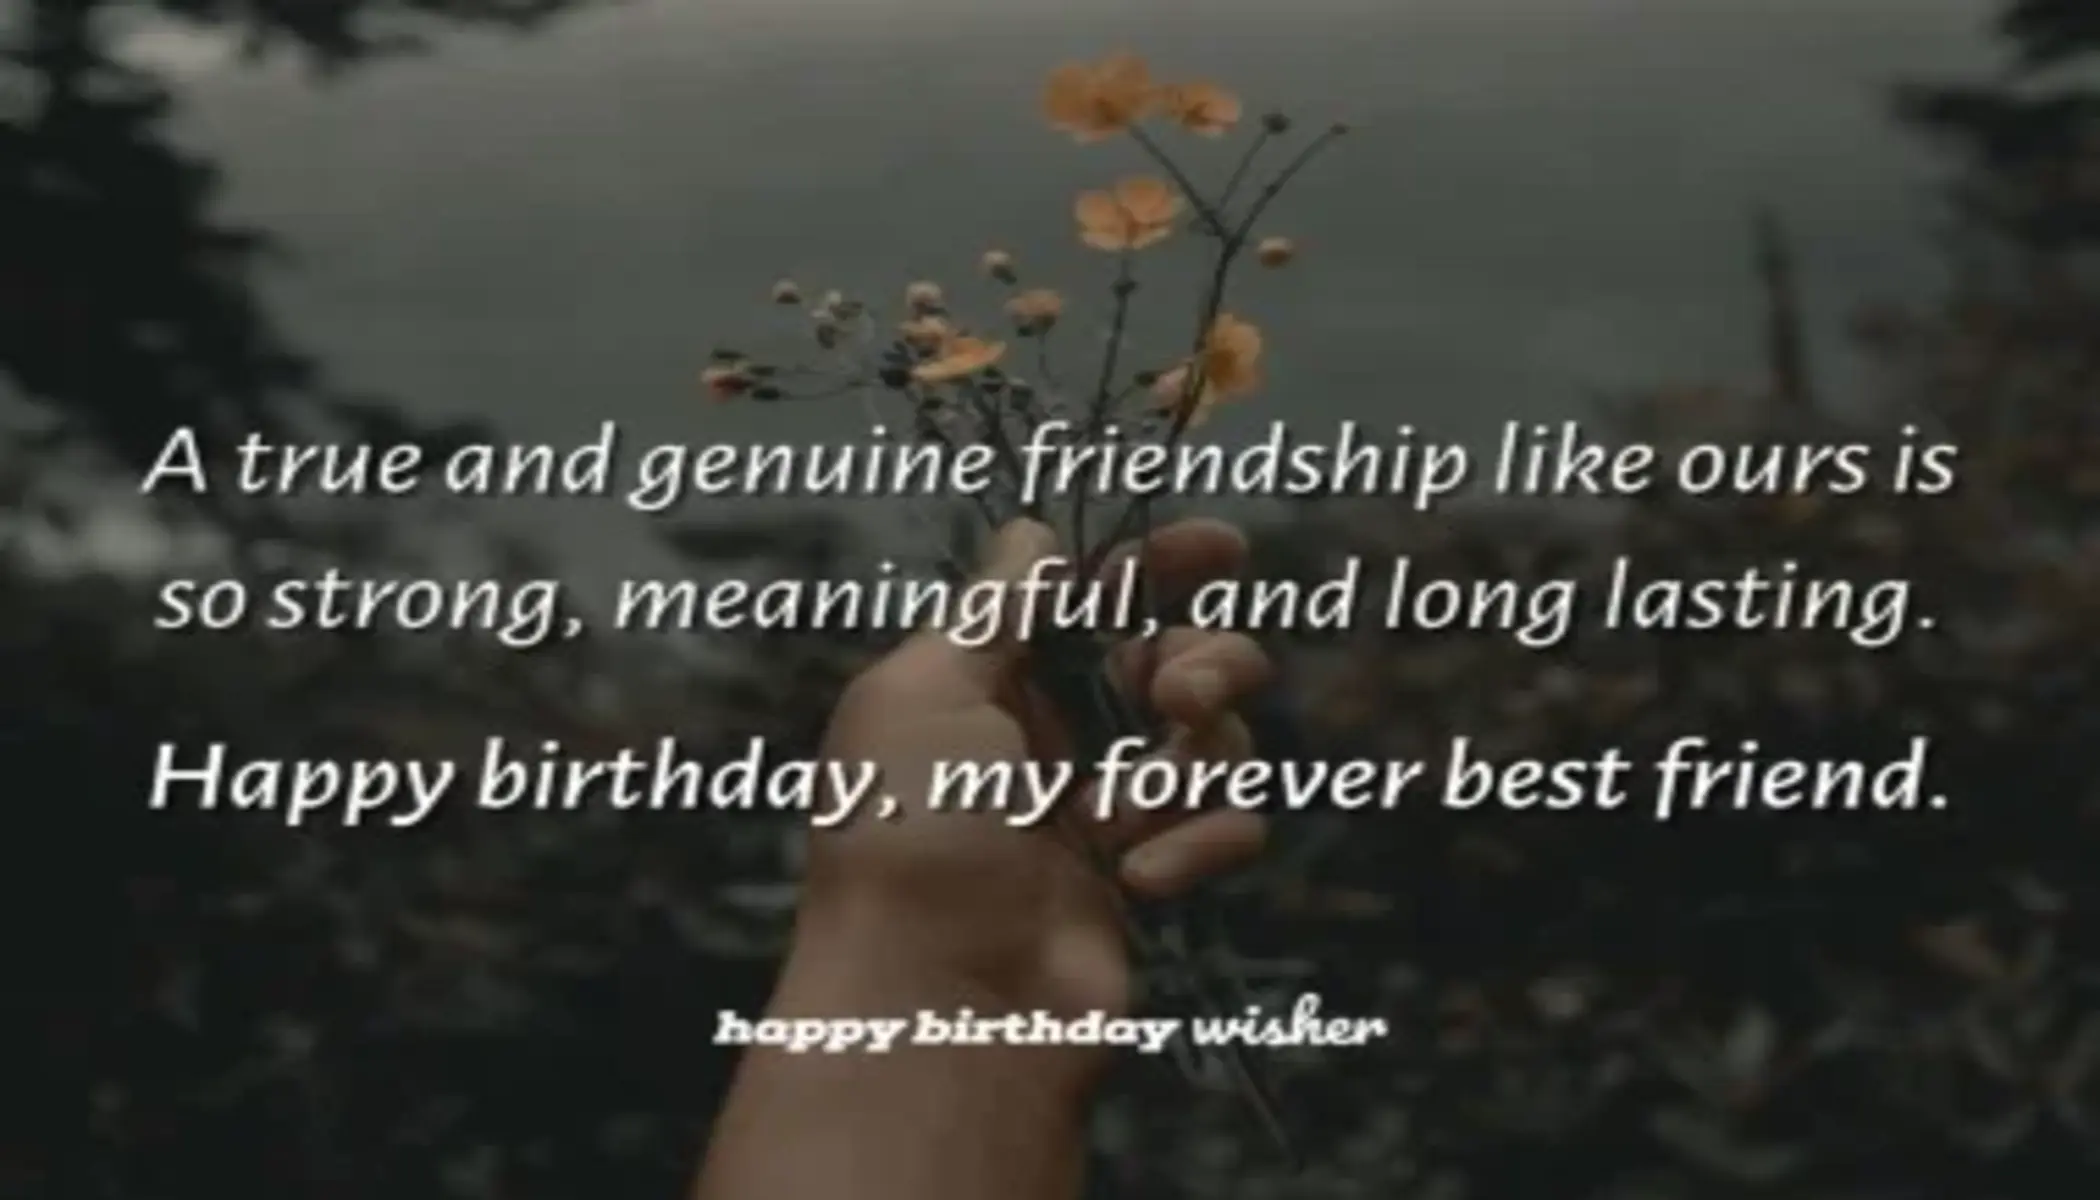 A true and genuine friendship like ours is
so strong, meaningful, and long lasting.
Happy birthday, my forever best friend.
happy birthday wisher